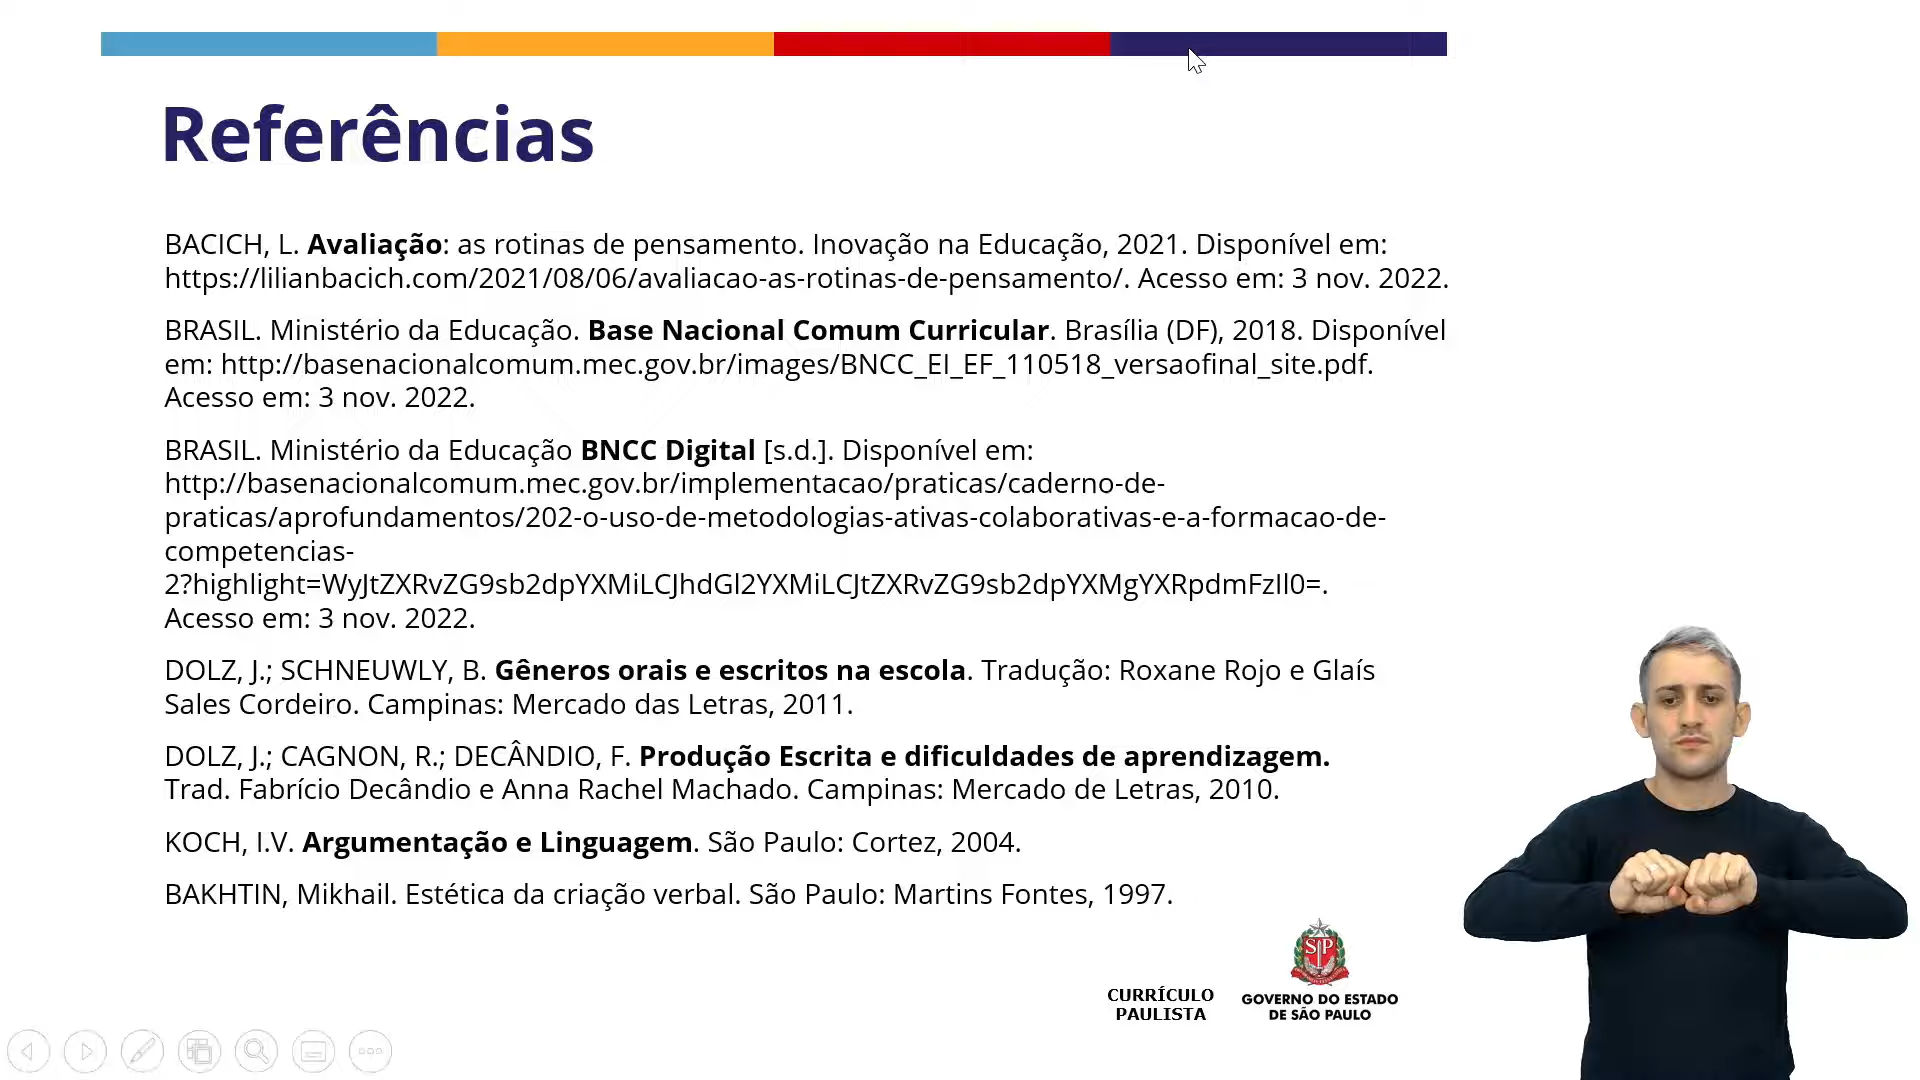 Referências
BACICH, L. Avaliação: as rotinas de pensamento. Inovação na Educação, 2021. Disponível em:
https://lilianbacich.com/2021/08/06/avaliacao-as-rotinas-de-pensamento/. Acesso em: 3 nov. 2022.
BRASIL. Ministério da Educação. Base Nacional Comum Curricular. Brasília (DF), 2018. Disponível
em: http://basenacionalcomum.mec.gov.br/images/BNCC_EI_EF_110518_versaofinal_site.pdf.
Acesso em: 3 nov. 2022.
BRASIL. Ministério da Educação BNCC Digital [s.d.]. Disponível em:
http://basenacionalcomum.mec.gov.br/implementacao/praticas/caderno-de-
praticas/aprofundamentos/202-o-uso-de-metodologias-ativas-colaborativas-e-a-formacao-de-
competencias-
2?highlight=WyJtZXRvZG9sb2dpYXMiLCJhdGl2YXMiLCJtZXRvZG9sb2dpYXMgYXRpdmFzIl0=.
Acesso em: 3 nov. 2022.
DOLZ, J.; SCHNEUWLY, B. Gêneros orais e escritos na escola. Tradução: Roxane Rojo e Glaís
Sales Cordeiro. Campinas: Mercado das Letras, 2011.
DOLZ, J.; CAGNON, R.; DECÂNDIO, F. Produção Escrita e dificuldades de aprendizagem.
Trad. Fabrício Decândio e Anna Rachel Machado. Campinas: Mercado de Letras, 2010.
KOCH, I.V. Argumentação e Linguagem. São Paulo: Cortez, 2004.
BAKHTIN, Mikhail. Estética da criação verbal. São Paulo: Martins Fontes, 1997.
CURRÍCULO
PAULISTA
SP
GOVERNO DO ESTADO
DE SÃO PAULO